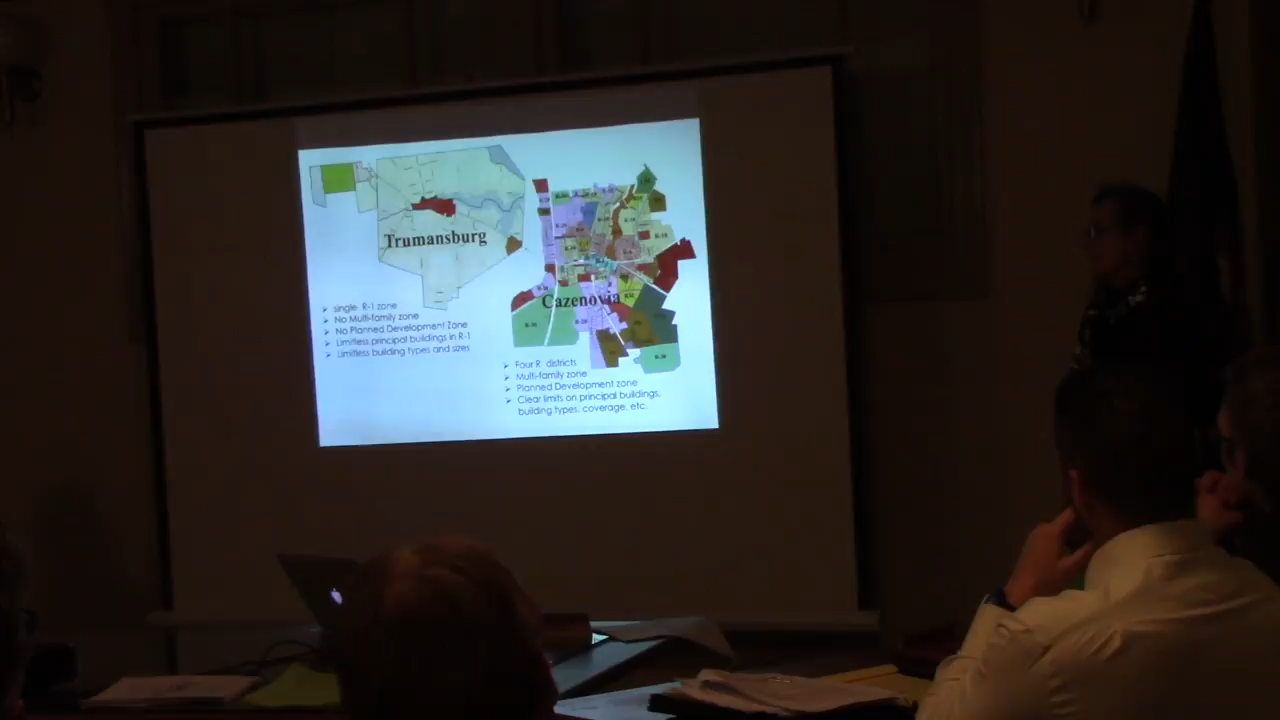 Trumansburg
single R-1 zone
No Multi-family zone
No Planned Development Zone
Limitless principal buildings in R-1
Limitless building types and sizes
Cazenovia
R-30
R-30
Four R districts
Multi-family zone
Planned Development zone
Clear limits on principal buildings,
building types, coverage, etc.